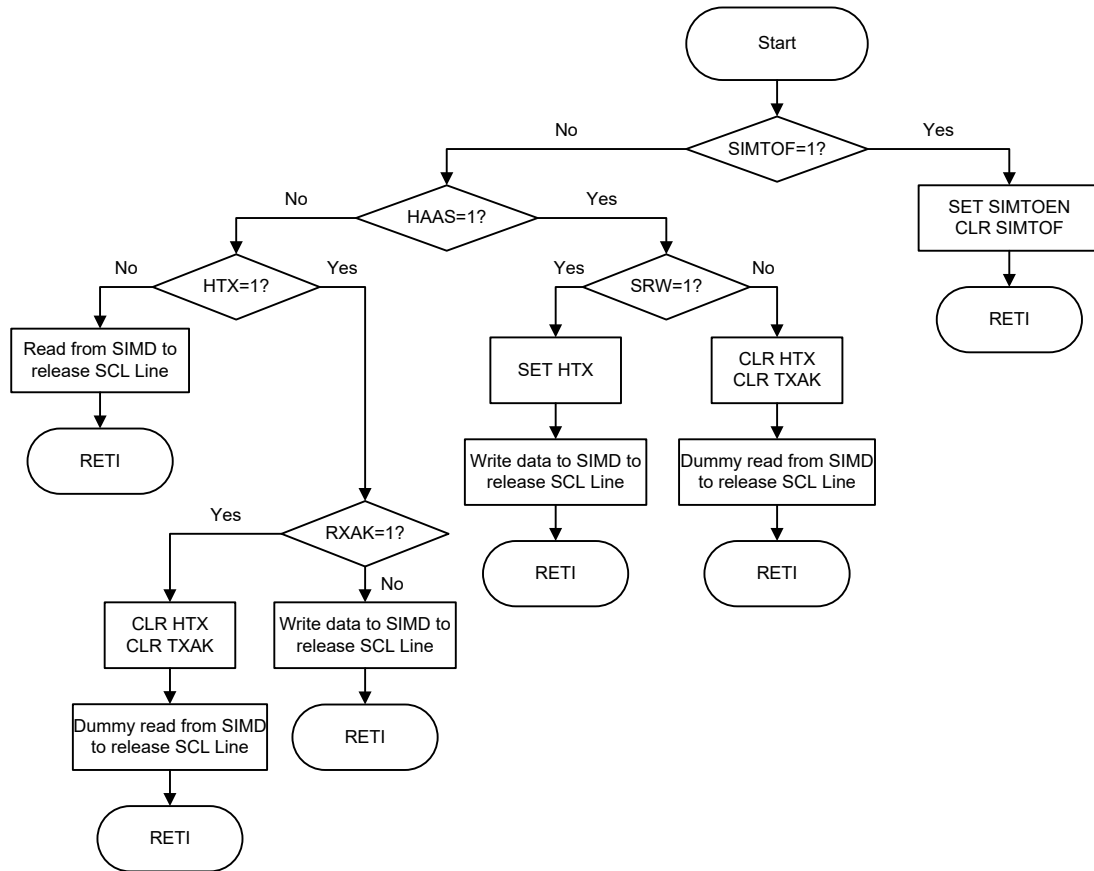 Start
No
Yes
SIMTOF=1?
No
HAAS=1?
Yes
SET SIMTOEN
CLR SIMTOF
No
HTX=1?
Yes
Yes
SRW=1?
No
RETI
Read from SIMD to
release SCL Line
SET HTX
CLR HTX
CLR TXAK
RETI
Write data to SIMD to
release SCL Line
Dummy read from SIMD
to release SCL Line
Yes
RXAK=1?
RETI
RETI
No
CLR HTX
CLR TXAK
Write data to SIMD to
release SCL Line
Dummy read from SIMD
to release SCL Line
RETI
RETI